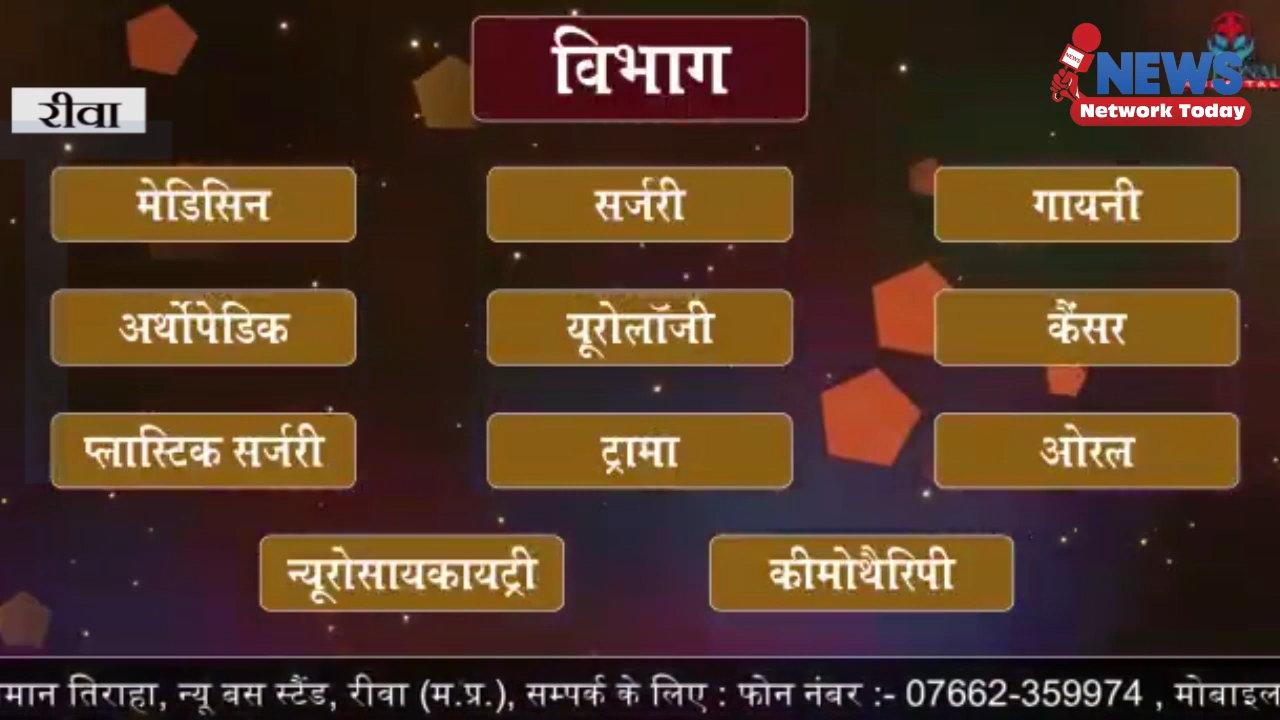 विभाग
NEWS
NEWS
Network Today
रीवा
मेडिसिन
सर्जरी
गायनी
अर्थोपेडिक
यूरोलॉजी
कैंसर
प्लास्टिक सर्जरी
ट्रामा
ओरल
न्यूरोसायकायट्री
कीमोथैरिपी
मान तिराहा, न्यू बस स्टैंड, रीवा (म.प्र.), सम्पर्क के लिए : फोन नंबर :- 07662-359974 , मोबाइल